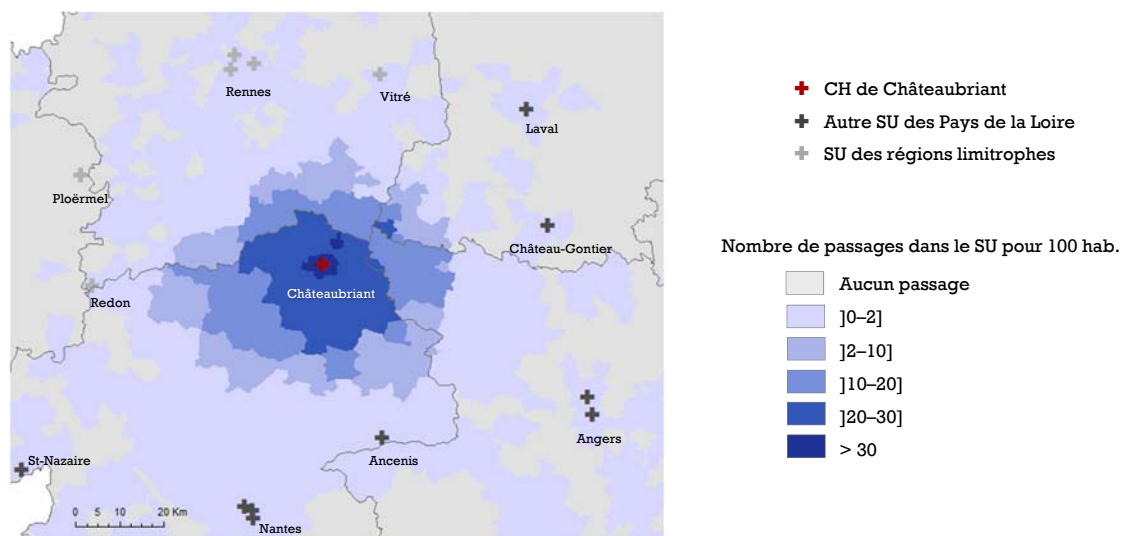 Rennes
Vitré
Laval
Ploërmel
Château-Gontier
Redon
Châteaubriant
Angers
St-Nazaire
Ancenis
0 5 10 20 Km
Nantes
CH de Châteaubriant
Autre SU des Pays de la Loire
SU des régions limitrophes
Nombre de passages dans le SU pour 100 hab.
Aucun passage
]0–2]
]2–10]
]10–20]
]20–30]
> 30